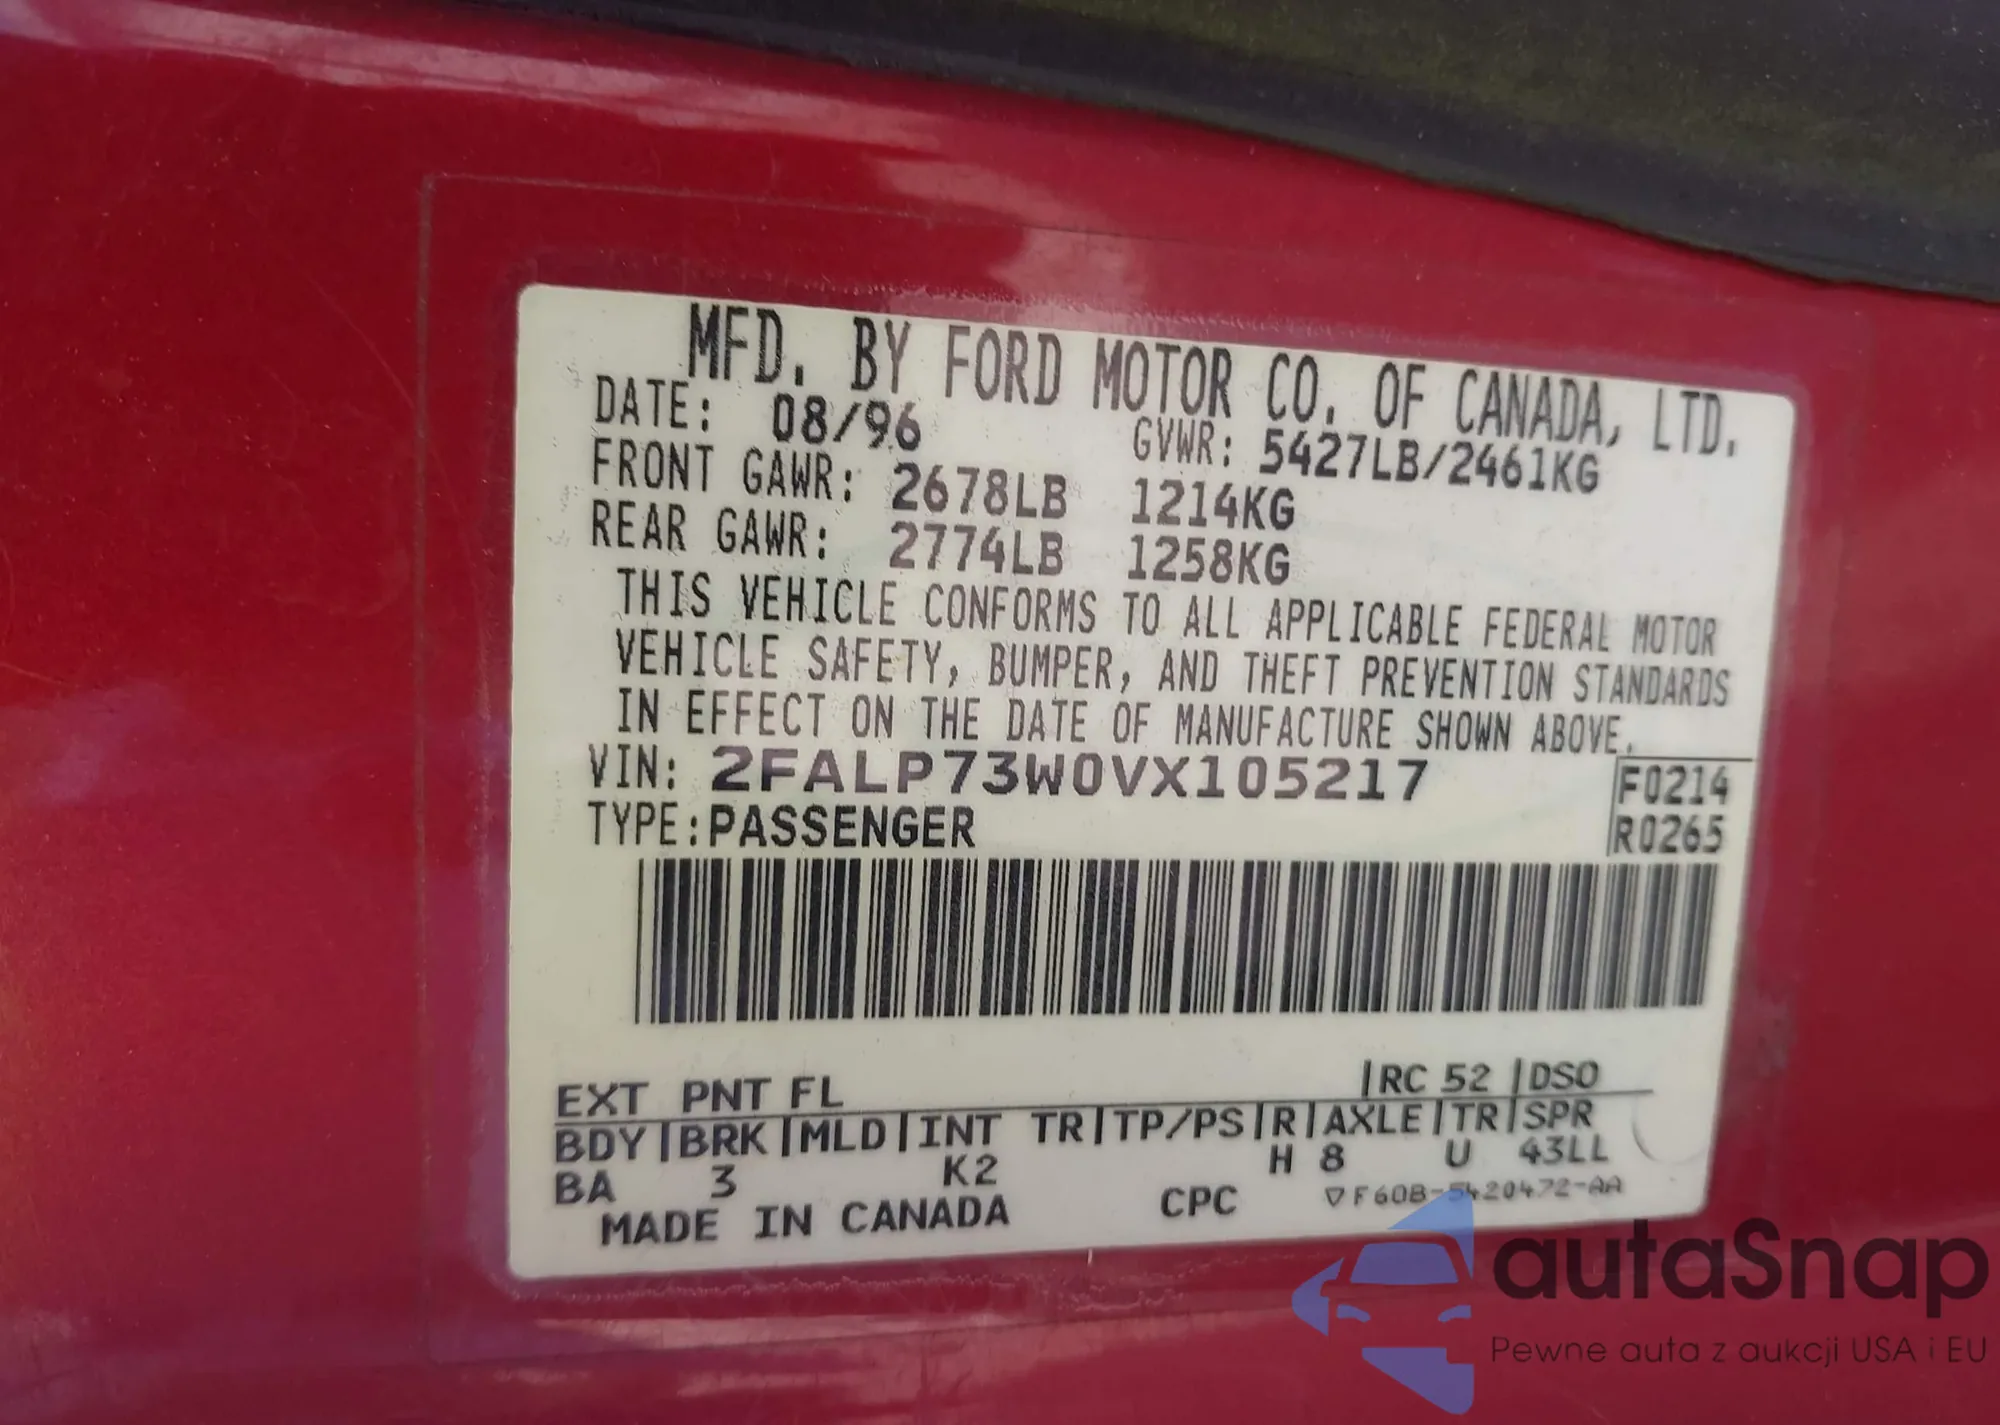 MFD. BY FORD MOTOR CO. OF CANADA, LTD.
DATE: 08/96 GVWR: 5427LB/2461KG
FRONT GAWR: 2678LB 1214KG
REAR GAWR: 2774LB 1258KG
THIS VEHICLE CONFORMS TO ALL APPLICABLE FEDERAL MOTOR
VEHICLE SAFETY, BUMPER, AND THEFT PREVENTION STANDARDS
IN EFFECT ON THE DATE OF MANUFACTURE SHOWN ABOVE.
VIN: 2FALP73W0VX105217
F0214
TYPE:PASSENGER
R0265
EXT PNT FL |RC 52 |DSO
BDY |BRK |MLD|INT TR|TP/PS|R|AXLE|TR|SPR
BA 3 K2 H 8 U 43LL
MADE IN CANADA CPC ▽F60B-5420472-AA
autaSnap
Pewne auta z aukcji USA i EU